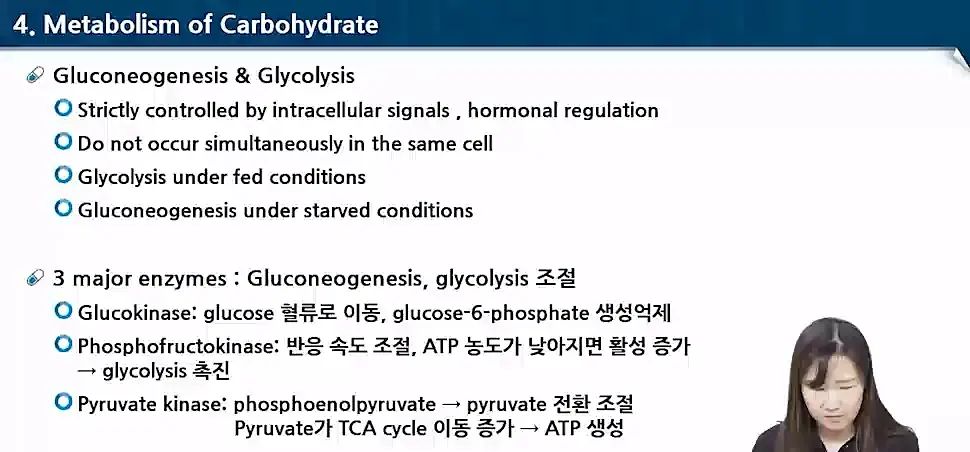 4. Metabolism of Carbohydrate
Gluconeogenesis & Glycolysis
Strictly controlled by intracellular signals , hormonal regulation
Do not occur simultaneously in the same cell
Glycolysis under fed conditions
Gluconeogenesis under starved conditions
3 major enzymes : Gluconeogenesis, glycolysis 조절
Glucokinase: glucose 혈류로 이동, glucose-6-phosphate 생성억제
Phosphofructokinase: 반응 속도 조절, ATP 농도가 낮아지면 활성 증가
→ glycolysis 촉진
Pyruvate kinase: phosphoenolpyruvate → pyruvate 전환 조절
Pyruvate가 TCA cycle 이동 증가 → ATP 생성